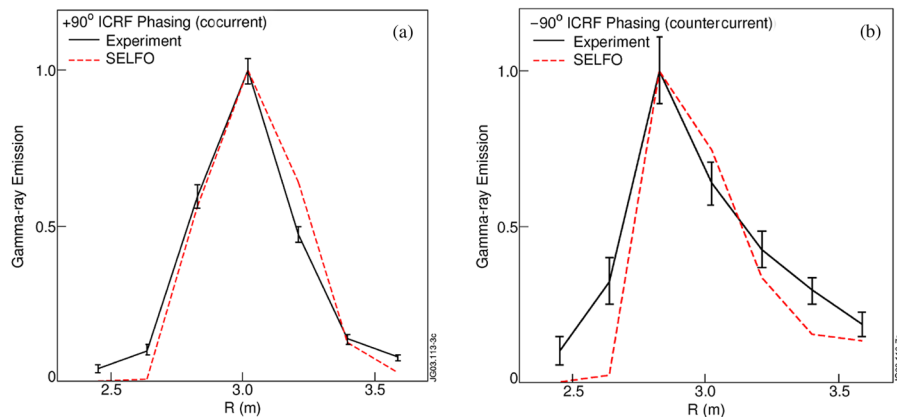 +90° ICRF Phasing (cocurrent)
Experiment
SELFO
(a)
1.0
0.5
0
Gamma-ray Emission
2.5
3.0
3.5
R (m)
JG03.113-3c
−90° ICRF Phasing (countercurrent)
Experiment
SELFO
(b)
1.0
0.5
0
Gamma-ray Emission
2.5
3.0
3.5
R (m)